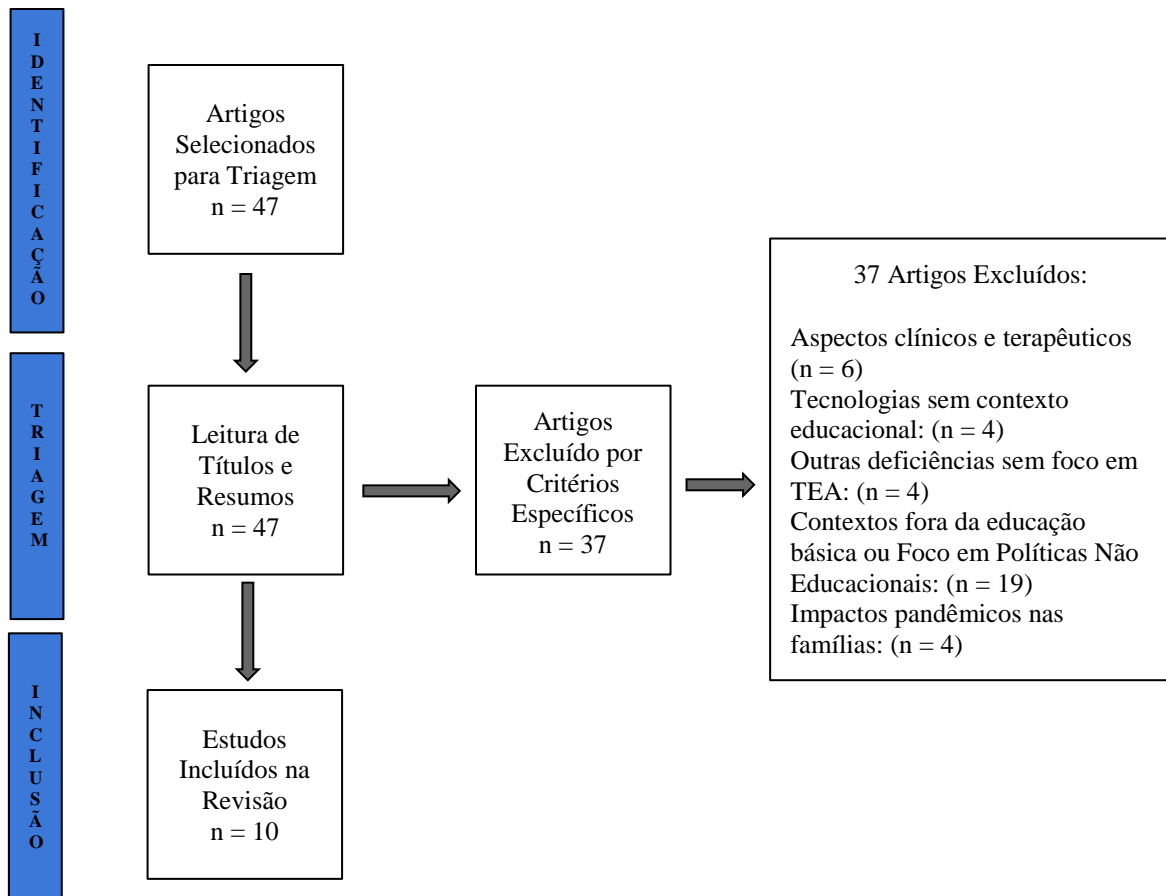 IDENTIFICAÇÃO
Artigos
Selecionados
para Triagem
n = 47
TRIAGEM
Leitura de
Títulos e
Resumos
n = 47
Artigos
Excluído por
Critérios
Específicos
n = 37
37 Artigos Excluídos:
Aspectos clínicos e terapêuticos
(n = 6)
Tecnologias sem contexto
educacional: (n = 4)
Outras deficiências sem foco em
TEA: (n = 4)
Contextos fora da educação
básica ou Foco em Políticas Não
Educacionais: (n = 19)
Impactos pandêmicos nas
famílias: (n = 4)
INCLUSÃO
Estudos
Incluídos na
Revisão
n = 10